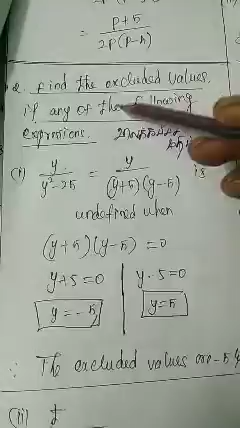 = P+5
2P(P-5)
2. Find the excluded values,
if any of the following
expressions.
(i) y/y²-25 = y/(y+5)(y-5) is
undefined when
(y+5)(y-5)=0
y+5=0 | y-5=0
y=-5 | y=5
∴ The excluded values are -5
(ii) t